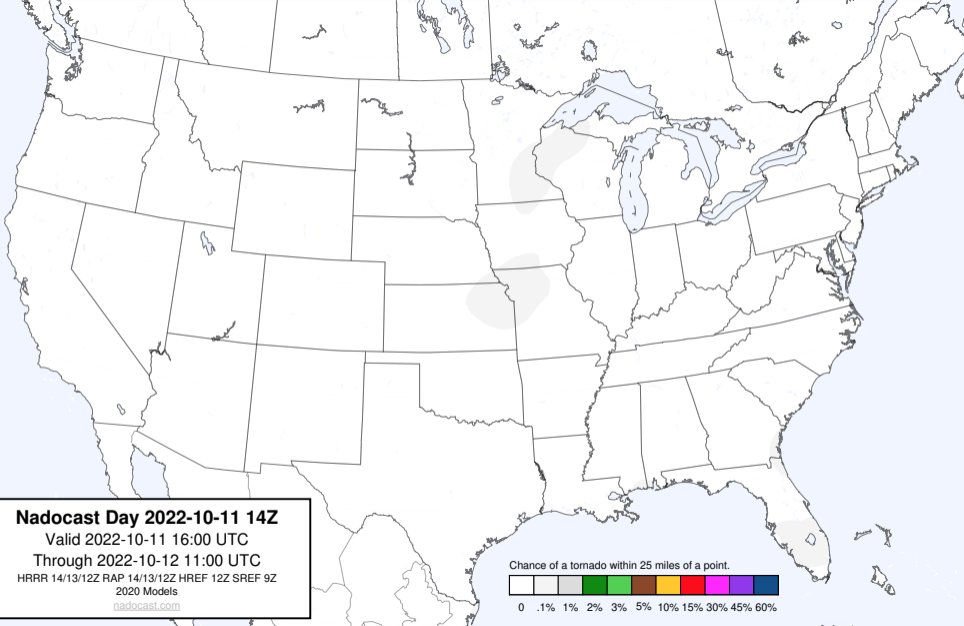 Nadocast Day 2022-10-11 14Z
Valid 2022-10-11 16:00 UTC
Through 2022-10-12 11:00 UTC
HRRR 14/13/12Z RAP 14/13/12Z HREF 12Z SREF 9Z
2020 Models
nadocast.com
Chance of a tornado within 25 miles of a point.
0 .1% 1% 2% 3% 5% 10% 15% 30% 45% 60%